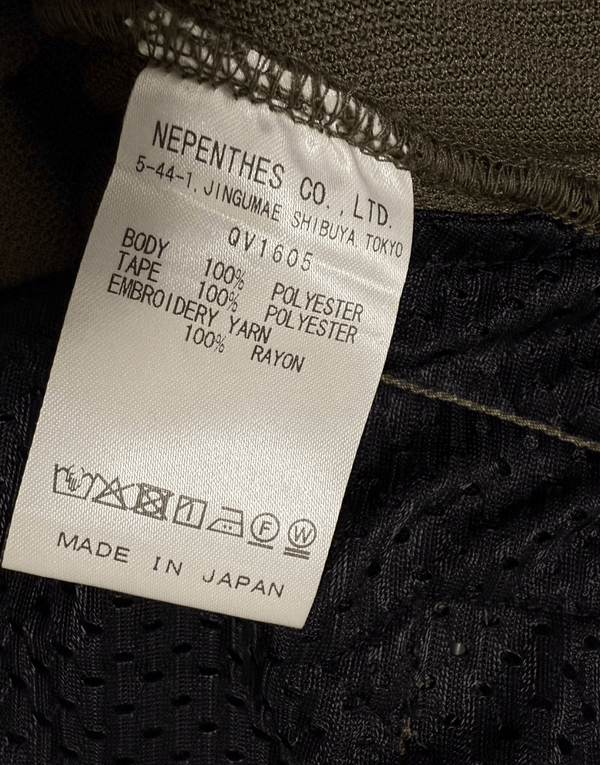 NEPENTHES CO.,LTD.
5-44-1, JINGUMAE SHIBUYA TOKYO
QV1605
BODY 100% POLYESTER
TAPE 100% POLYESTER
EMBROIDERY YARN
100% RAYON
F W
MADE IN JAPAN